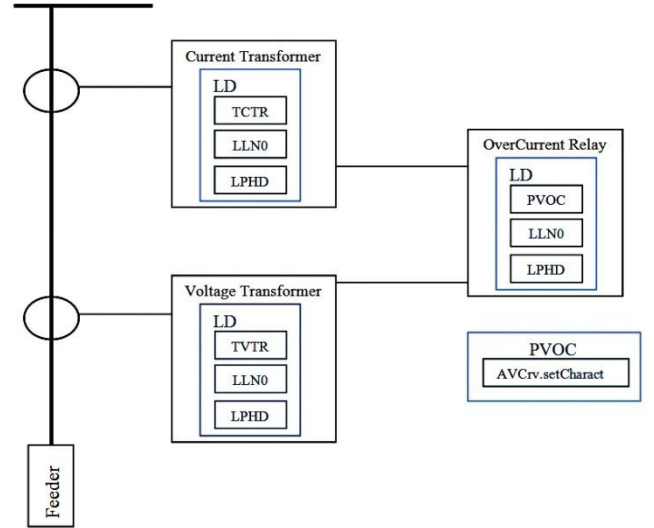 Current Transformer
LD
TCTR
LLN0
LPHD
OverCurrent Relay
LD
PVOC
LLN0
LPHD
Voltage Transformer
LD
TVTR
LLN0
LPHD
PVOC
AVCrv.setCharact
Feeder